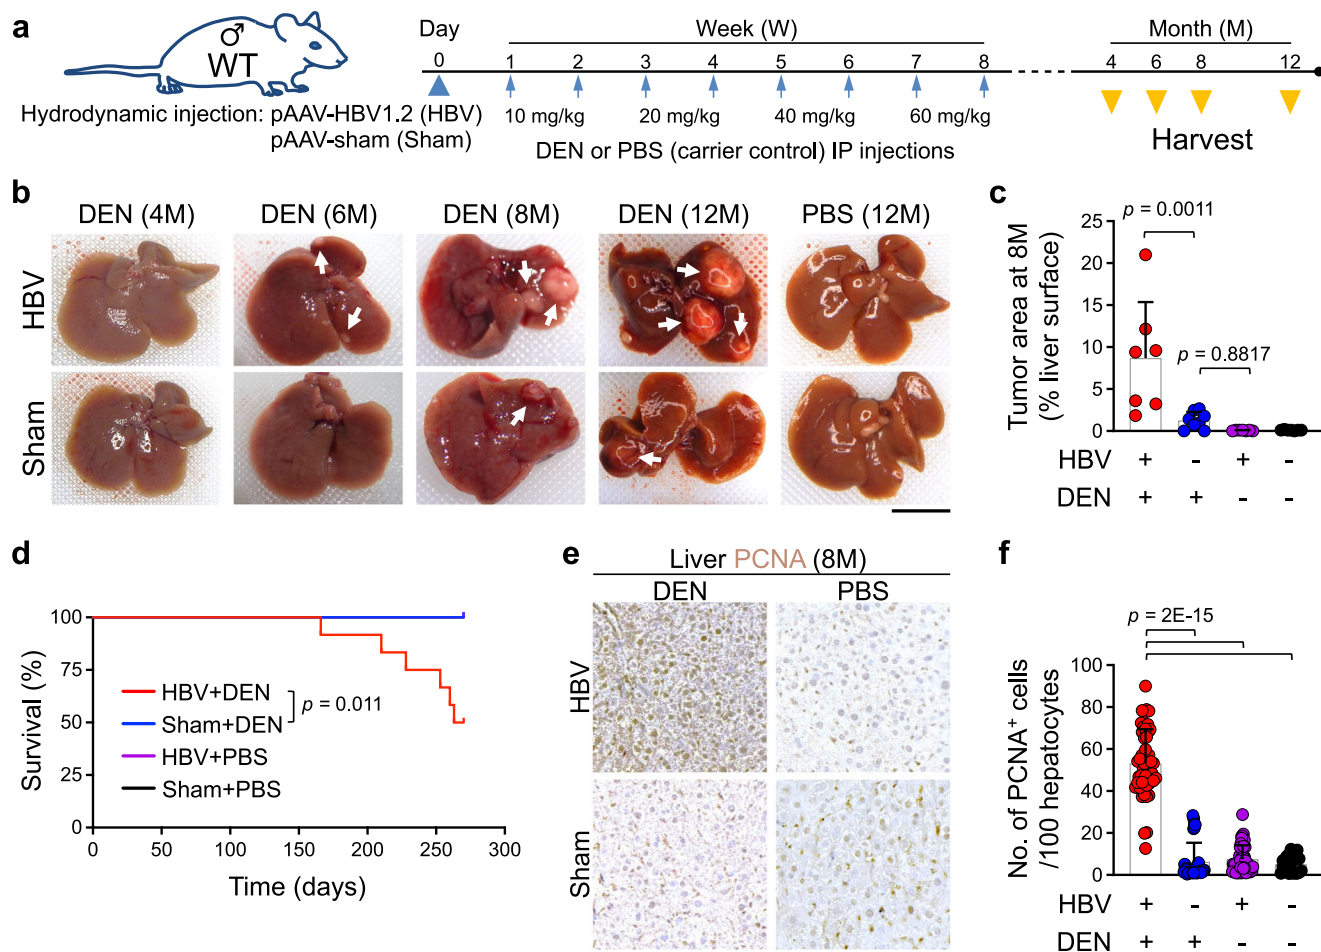 a
♂
WT
Hydrodynamic injection: pAAV-HBV1.2 (HBV)
pAAV-sham (Sham)
Day
Week (W)
Month (M)
0 1 2 3 4 5 6 7 8 4 6 8 12
10 mg/kg 20 mg/kg 40 mg/kg 60 mg/kg
DEN or PBS (carrier control) IP injections
Harvest
b
DEN (4M) DEN (6M) DEN (8M) DEN (12M) PBS (12M)
HBV
Sham
c
Tumor area at 8M
(% liver surface)
25
20
15
10
5
0
p = 0.0011
p = 0.8817
HBV + - + -
DEN + + - -
d
Survival (%)
100
75
50
25
0
HBV+DEN
Sham+DEN
HBV+PBS
Sham+PBS
p = 0.011
0 50 100 150 200 250 300
Time (days)
e
Liver PCNA (8M)
DEN PBS
HBV
Sham
f
No. of PCNA⁺ cells
/100 hepatocytes
p = 2E-15
100
80
60
40
20
0
HBV + - + -
DEN + + - -